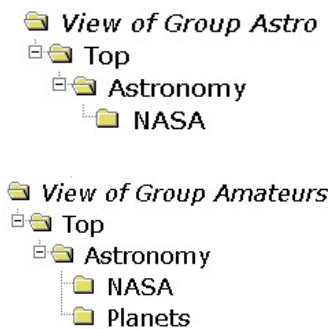 View of Group Astro
Top
Astronomy
NASA
View of Group Amateurs
Top
Astronomy
NASA
Planets